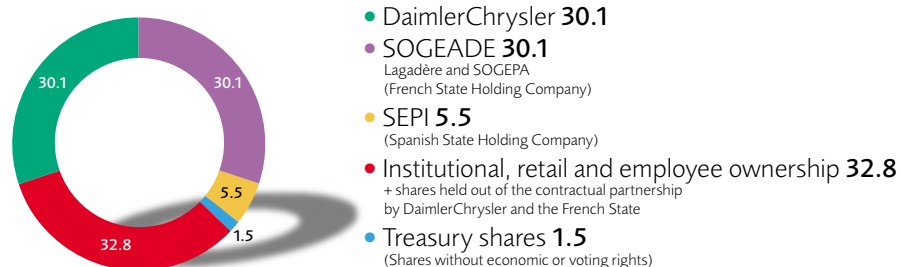 30.1
30.1
5.5
1.5
32.8
DaimlerChrysler 30.1
SOGEADE 30.1
Lagadère and SOGEPA
(French State Holding Company)
SEPI 5.5
(Spanish State Holding Company)
Institutional, retail and employee ownership 32.8
+ shares held out of the contractual partnership
by DaimlerChrysler and the French State
Treasury shares 1.5
(Shares without economic or voting rights)